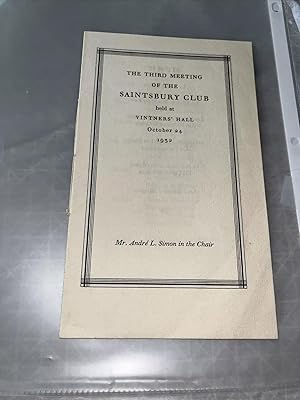 THE THIRD MEETING
OF THE
SAINTSBURY CLUB
held at
VINTNERS' HALL
October 24
1952
Mr. André L. Simon in the Chair